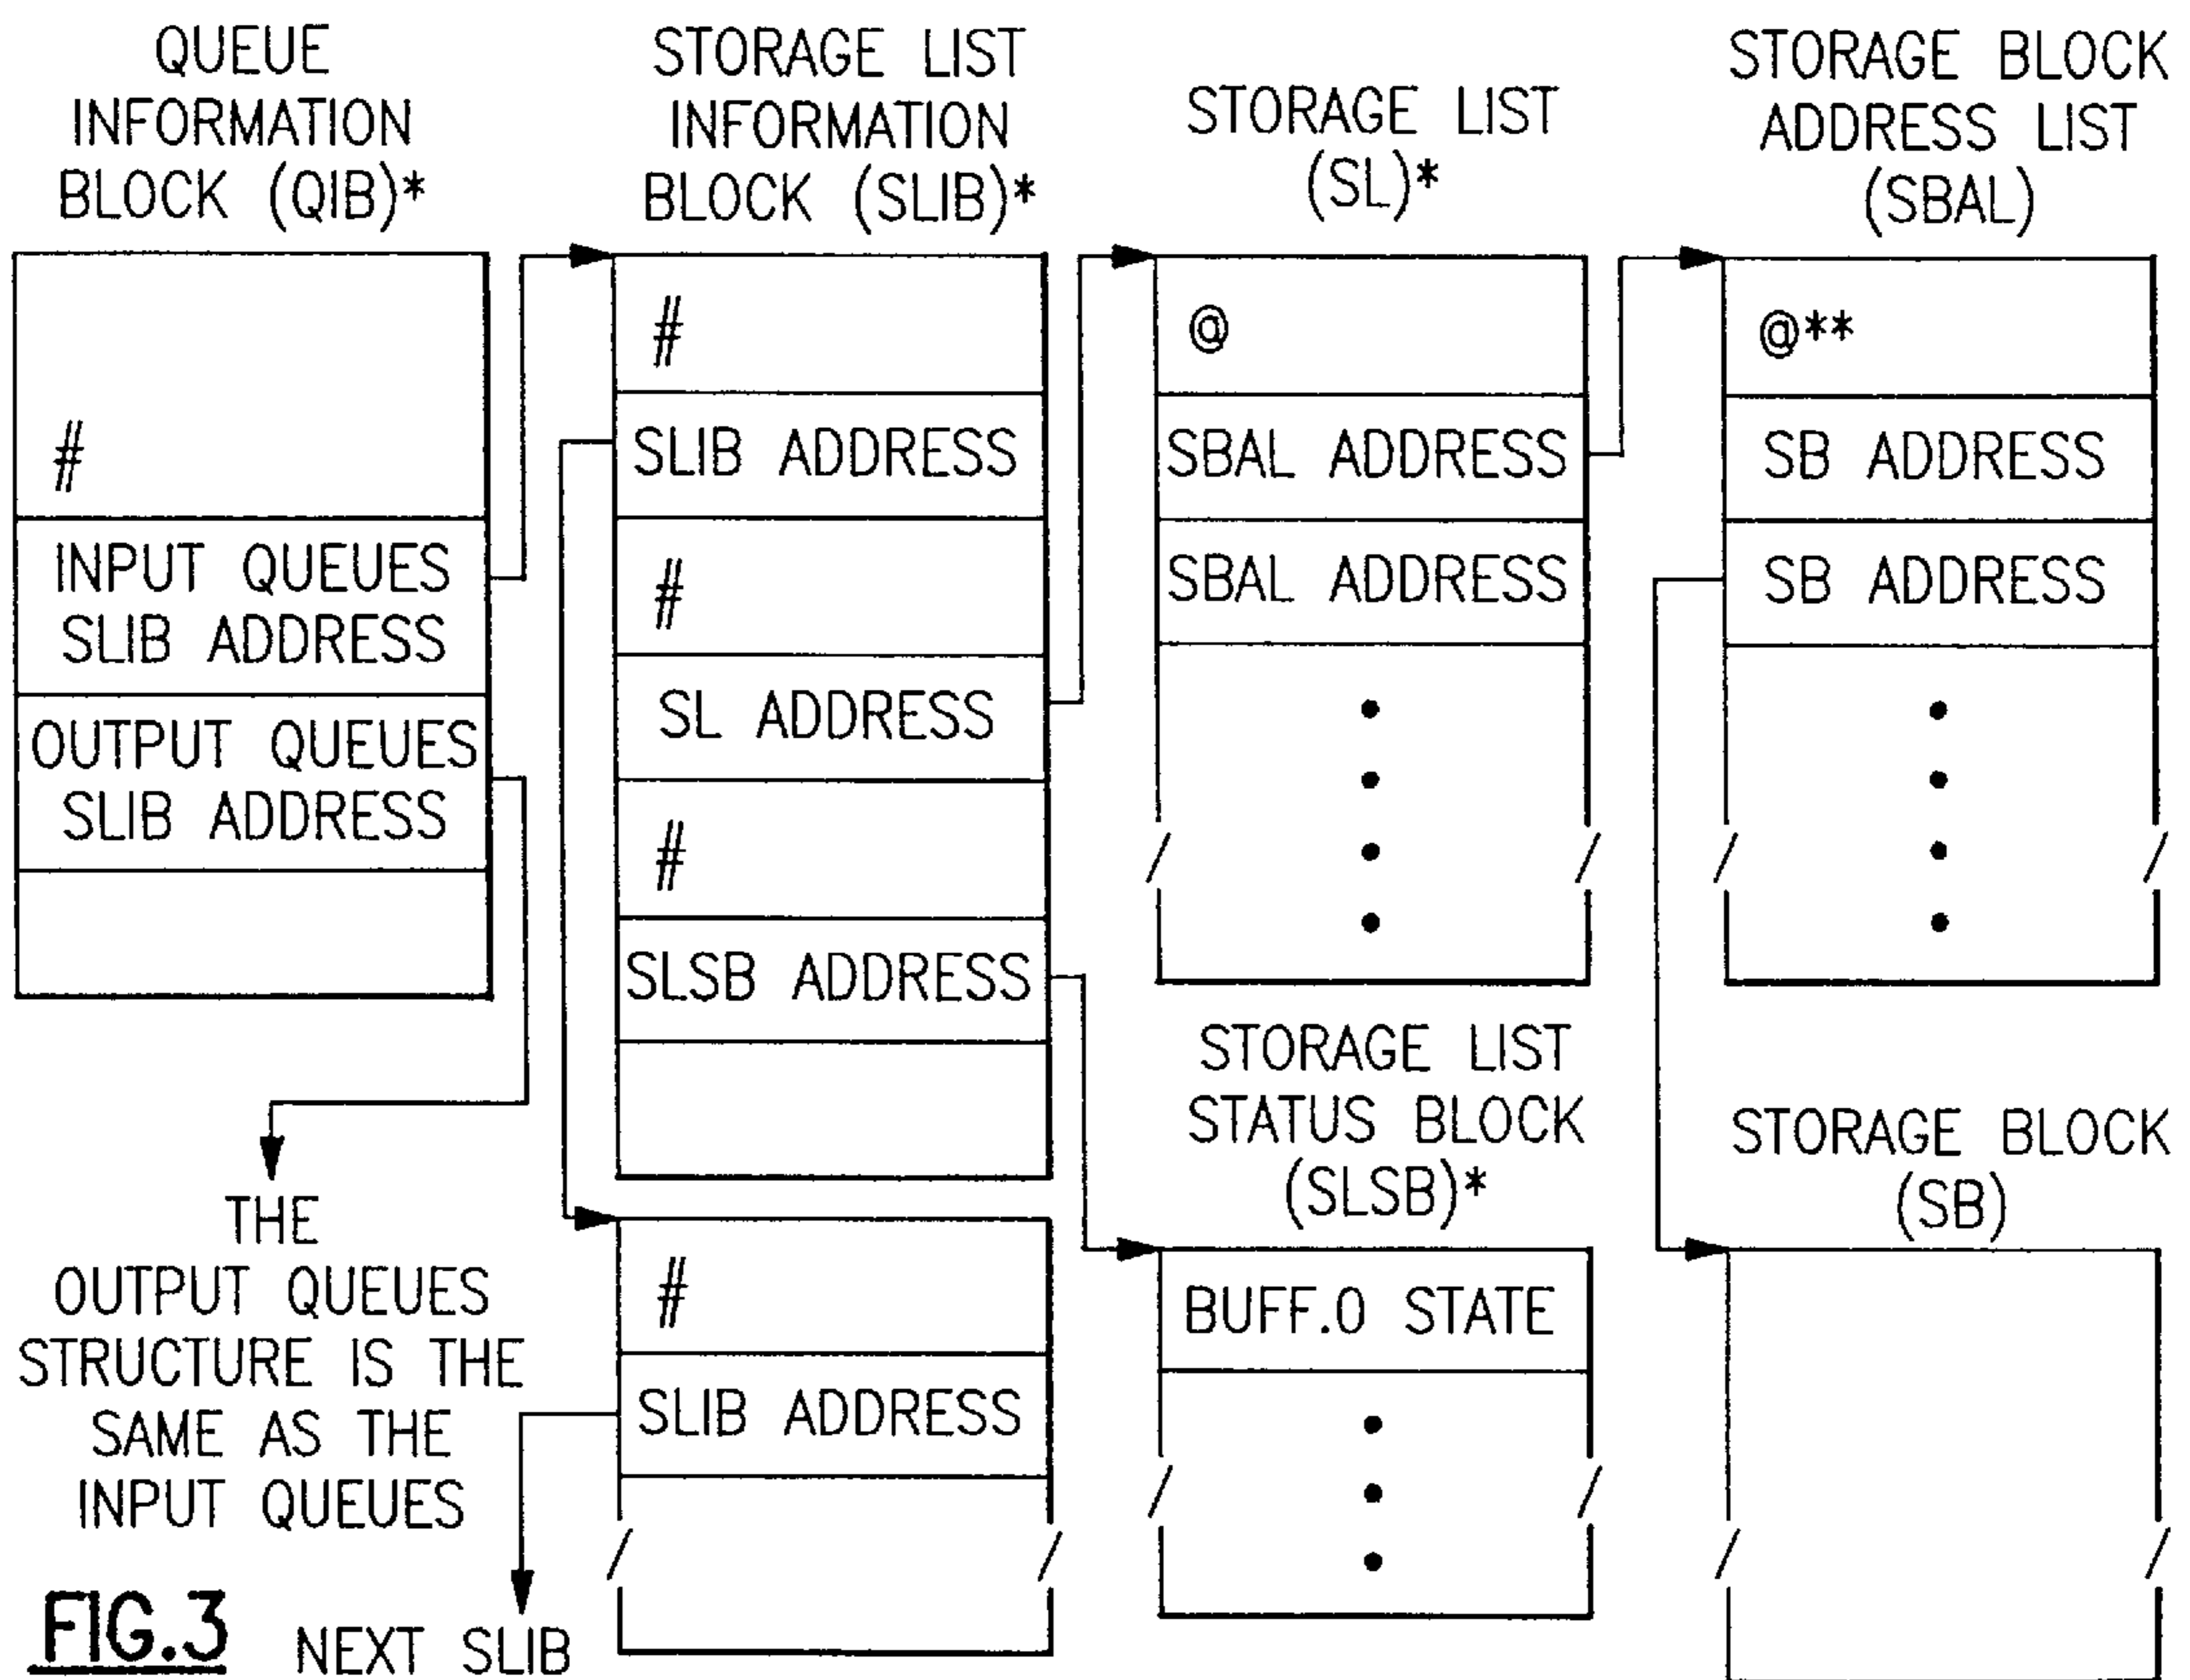 QUEUE
INFORMATION
BLOCK (QIB)*
#
INPUT QUEUES
SLIB ADDRESS
OUTPUT QUEUES
SLIB ADDRESS
THE
OUTPUT QUEUES
STRUCTURE IS THE
SAME AS THE
INPUT QUEUES
STORAGE LIST
INFORMATION
BLOCK (SLIB)*
#
SLIB ADDRESS
#
SL ADDRESS
#
SLSB ADDRESS
#
SLIB ADDRESS
NEXT SLIB
STORAGE LIST
(SL)*
@
SBAL ADDRESS
SBAL ADDRESS
STORAGE LIST
STATUS BLOCK
(SLSB)*
BUFF.0 STATE
STORAGE BLOCK
ADDRESS LIST
(SBAL)
@**
SB ADDRESS
SB ADDRESS
STORAGE BLOCK
(SB)
FIG.3